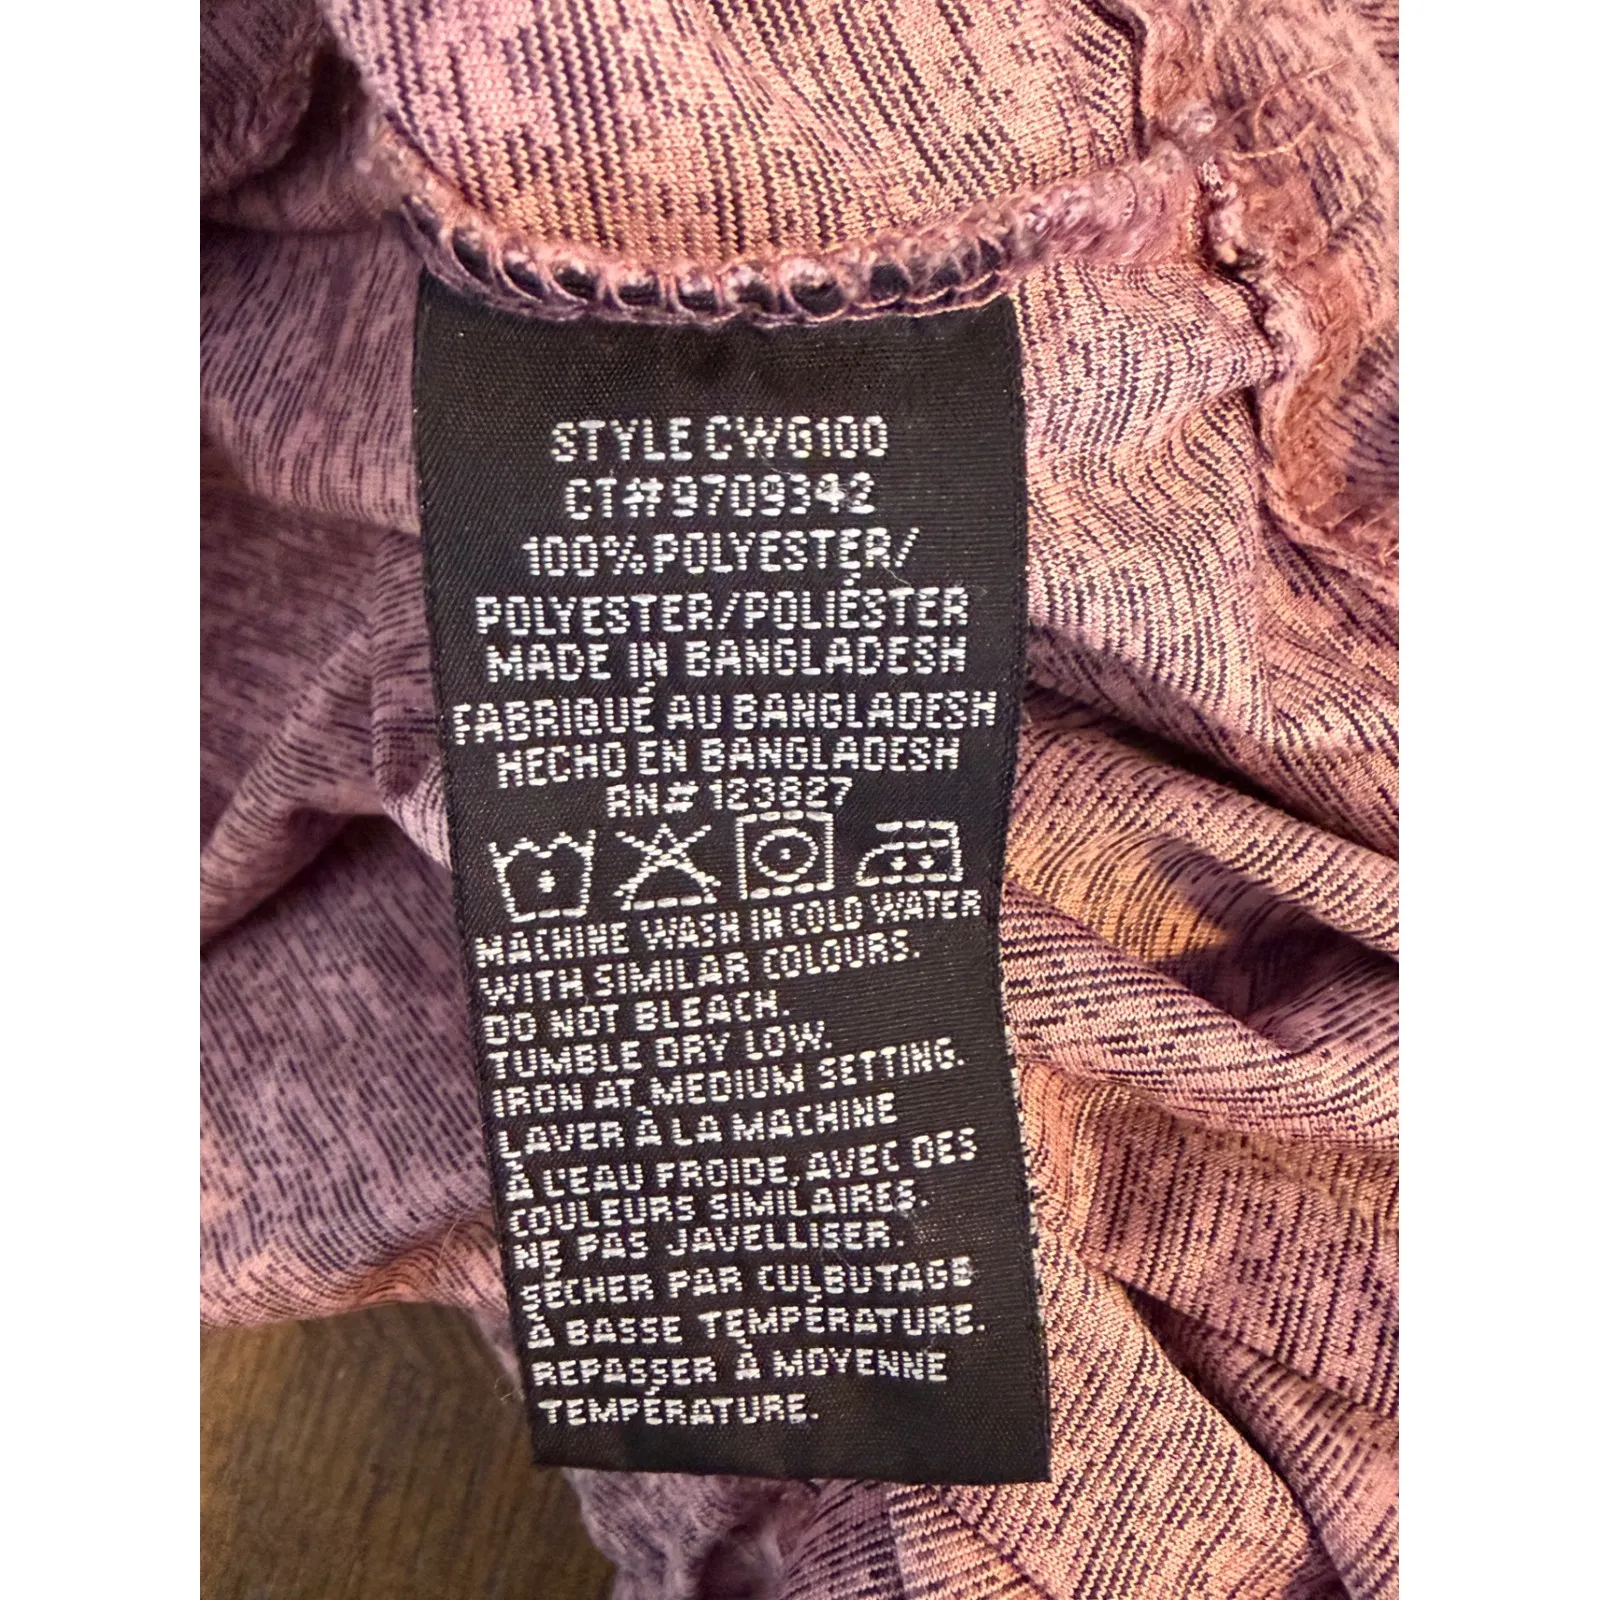 STYLE CWG100
CT#9709342
100% POLYESTER/
POLYESTER/POLIÉSTER
MADE IN BANGLADESH
FABRIQUÉ AU BANGLADESH
HECHO EN BANGLADESH
RN# 123827
MACHINE WASH IN COLD WATER
WITH SIMILAR COLOURS.
DO NOT BLEACH.
TUMBLE DRY LOW.
IRON AT MEDIUM SETTING.
LAVER À LA MACHINE
À L'EAU FROIDE, AVEC DES
COULEURS SIMILAIRES.
NE PAS JAVELLISER.
SÉCHER PAR CULBUTAGE
À BASSE TEMPÉRATURE.
REPASSER À MOYENNE
TEMPÉRATURE.